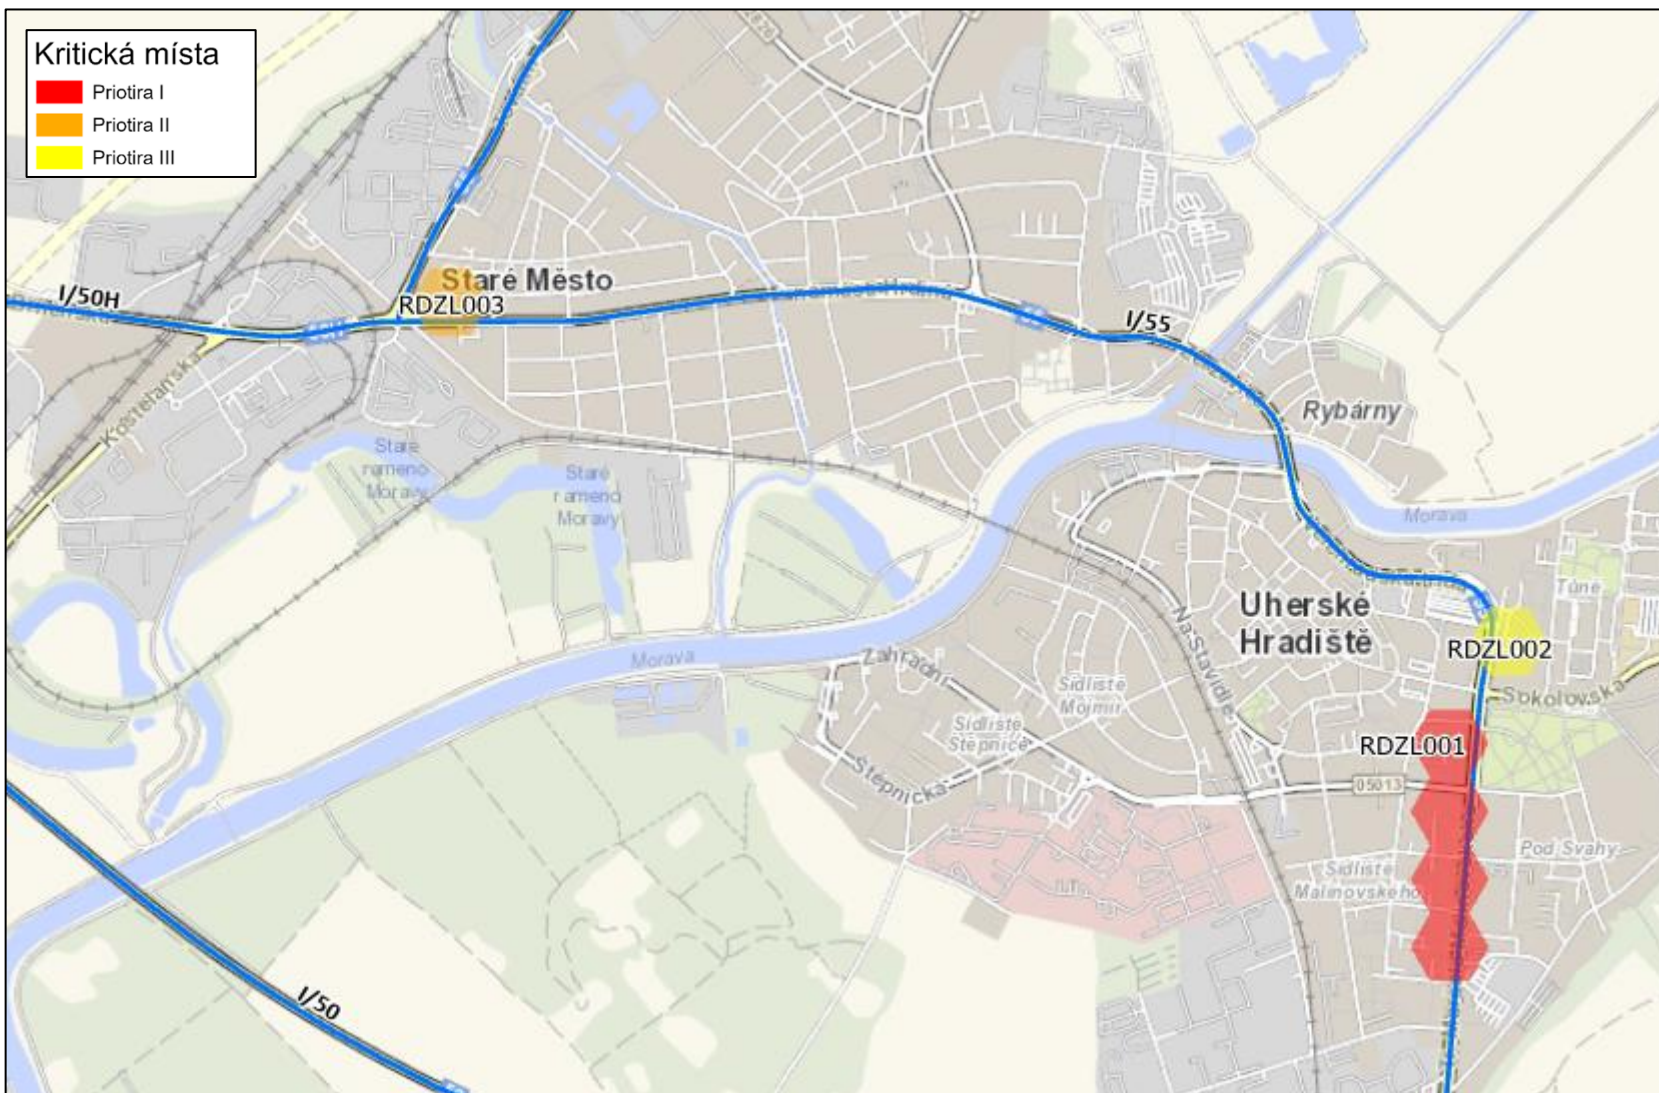 Kritická místa
Priotira I
Priotira II
Priotira III
I/50H
Staré Město
RDZL003
I/55
Kostelanská
Rybárny
Staré
rameno
Moravy
Staré
rameno
Moravy
Morava
Túně
Uherské
Hradiště
RDZL002
Na Stavidle
Morava
Zahradní
Sídliště
Mojmír
Sokolovská
Sídliště
Štěpnice
RDZL001
Štěpnická
05013
Pod Svahy
Sídliště
Malinovského
I/50